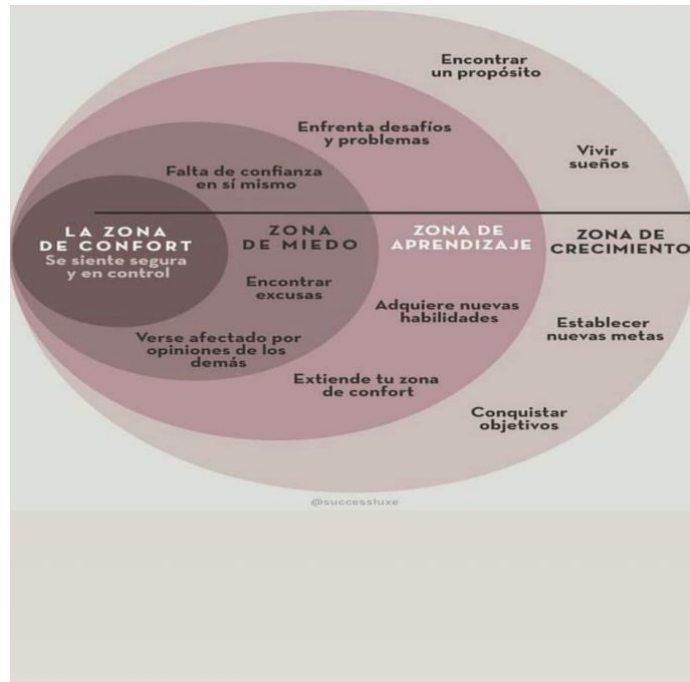 Encontrar
un propósito
Enfrenta desafíos
y problemas
Vivir
sueños
Falta de confianza
en sí mismo
LA ZONA
DE CONFORT
Se siente segura
y en control
ZONA
DE MIEDO
ZONA DE
APRENDIZAJE
ZONA DE
CRECIMIENTO
Encontrar
excusas
Adquiere nuevas
habilidades
Establecer
nuevas metas
Verse afectado por
opiniones de los
demás
Extiende tu zona
de confort
Conquistar
objetivos
@successluxe